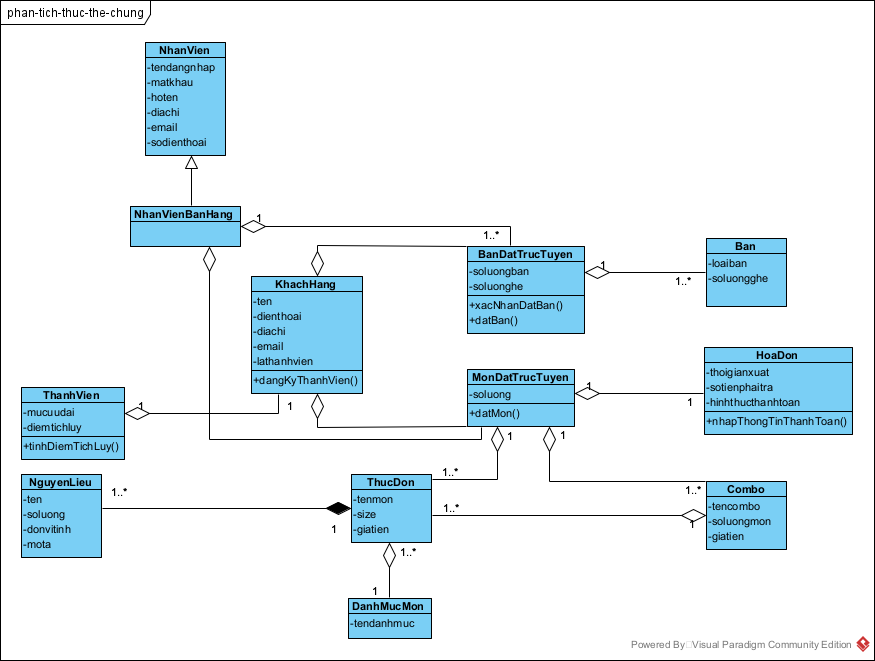 phan-tich-thuc-the-chung
NhanVien
-tendangnhap
-matkhau
-hoten
-diachi
-email
-sodienthoai
NhanVienBanHang
1
1..*
BanDatTrucTuyen
-soluongban
-soluonghe
+xacNhanDatBan()
+datBan()
1
1..*
Ban
-loaiban
-soluongghe
KhachHang
-ten
-dienthoai
-diachi
-email
-lathanhvien
+dangKyThanhVien()
HoaDon
-thoigianxuat
-sotienphaitra
-hinhthucthanhtoan
+nhapThongTinThanhToan()
MonDatTrucTuyen
-soluong
+datMon()
1
1
ThanhVien
-mucuudai
-diemtichluy
+tinhDiemTichLuy()
1
1
1
1
NguyenLieu
-ten
-soluong
-donvitinh
-mota
1..*
1
ThucDon
-tenmon
-size
-giatien
1..*
1..*
1..*
1
Combo
-tencombo
-soluongmon
-giatien
1..*
1
DanhMucMon
-tendanhmuc
Powered By Visual Paradigm Community Edition